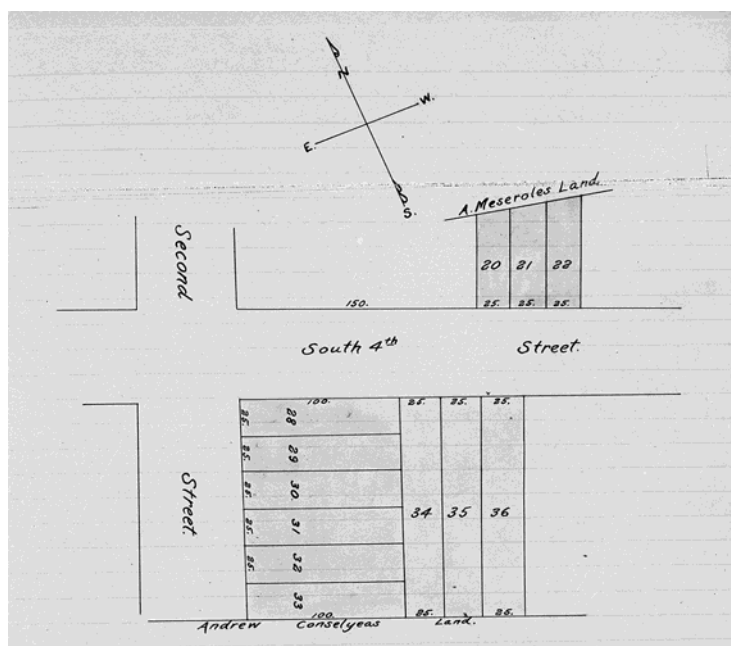 N
W.
E.
S.
A. Meseroles Land.
Second
20 21 22
150. 25. 25. 25.
South 4th Street.
100. 25. 25. 25.
25. 28
25. 29
25. 30.
25. 31
25. 32
33
Street.
34 35 36
100. 25. 25.
Andrew Conselyeas Land.